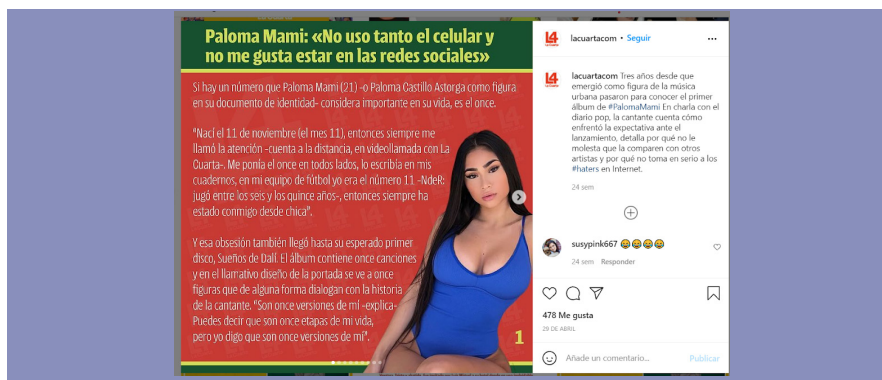 Paloma Mami: «No uso tanto el celular y
no me gusta estar en las redes sociales»
Si hay un número que Paloma Mami (21) -o Paloma Castillo Astorga como figura
en su documento de identidad- considera importante en su vida, es el once.
"Nací el 11 de noviembre (el mes 11), entonces siempre me
llamó la atención -cuenta a la distancia, en videollamada con La
Cuarta-. Me ponía el once en todos lados, lo escribía en mis
cuadernos, en mi equipo de fútbol yo era el número 11 -NdeR:
jugó entre los seis y los quince años-, entonces siempre ha
estado conmigo desde chica".
Y esa obsesión también llegó hasta su esperado primer
disco, Sueños de Dalí. El álbum contiene once canciones
y en el llamativo diseño de la portada se ve a once
figuras que de alguna forma dialogan con la historia
de la cantante. "Son once versiones de mí -explica-
Puedes decir que son once etapas de mi vida,
pero yo digo que son once versiones de mí".
1
L4
lacuartacom • Seguir
L4
lacuartacom Tres años desde que
emergió como figura de la música
urbana pasaron para conocer el primer
álbum de #PalomaMami En charla con el
diario pop, la cantante cuenta cómo
enfrentó la expectativa ante el
lanzamiento, detalla por qué no le
molesta que la comparen con otros
artistas y por qué no toma en serio a los
#haters en Internet.
24 sem
susypink667 😂😂😂😂
24 sem Responder
478 Me gusta
29 DE ABRIL
Añade un comentario...
Publicar